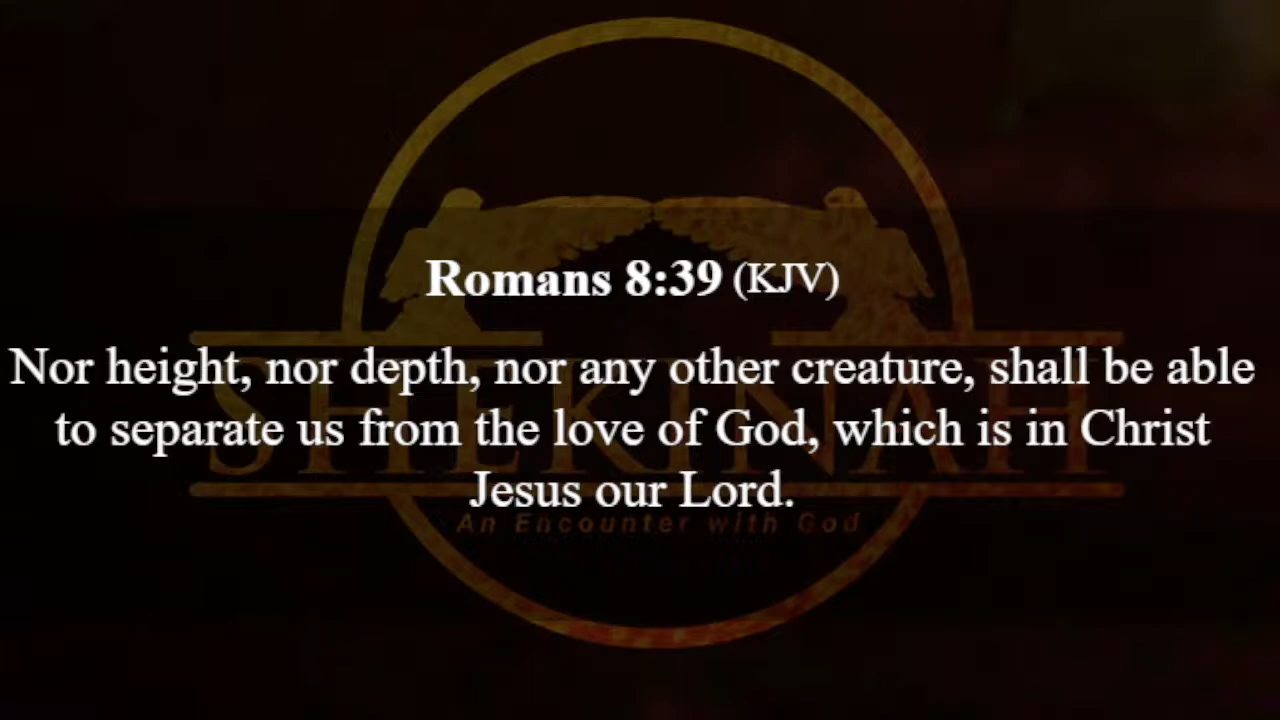 Romans 8:39 (KJV)
Nor height, nor depth, nor any other creature, shall be able
to separate us from the love of God, which is in Christ
Jesus our Lord.
SHEKINAH
An Encounter with God